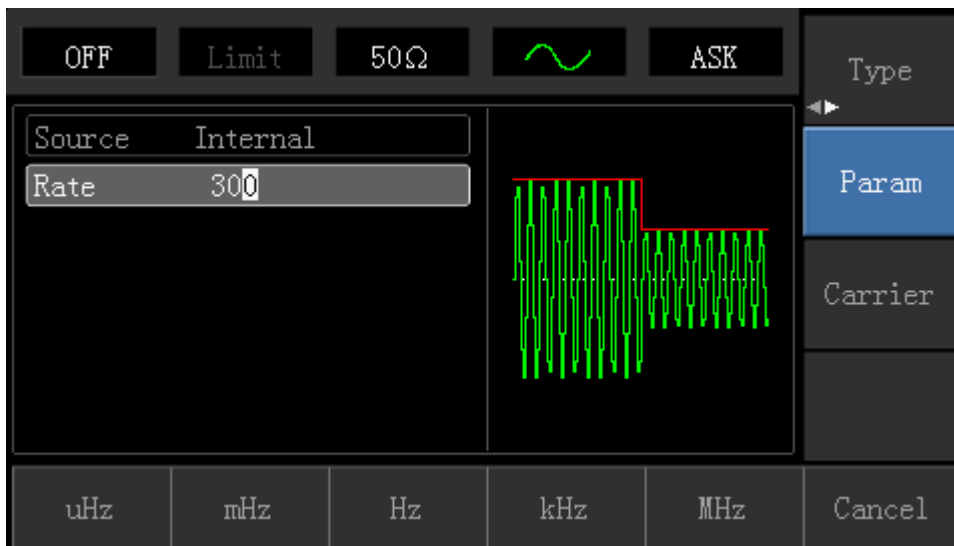 OFF Limit 50Ω ASK
Type
Source Internal
Rate 300
Param
Carrier
uHz mHz Hz kHz MHz Cancel